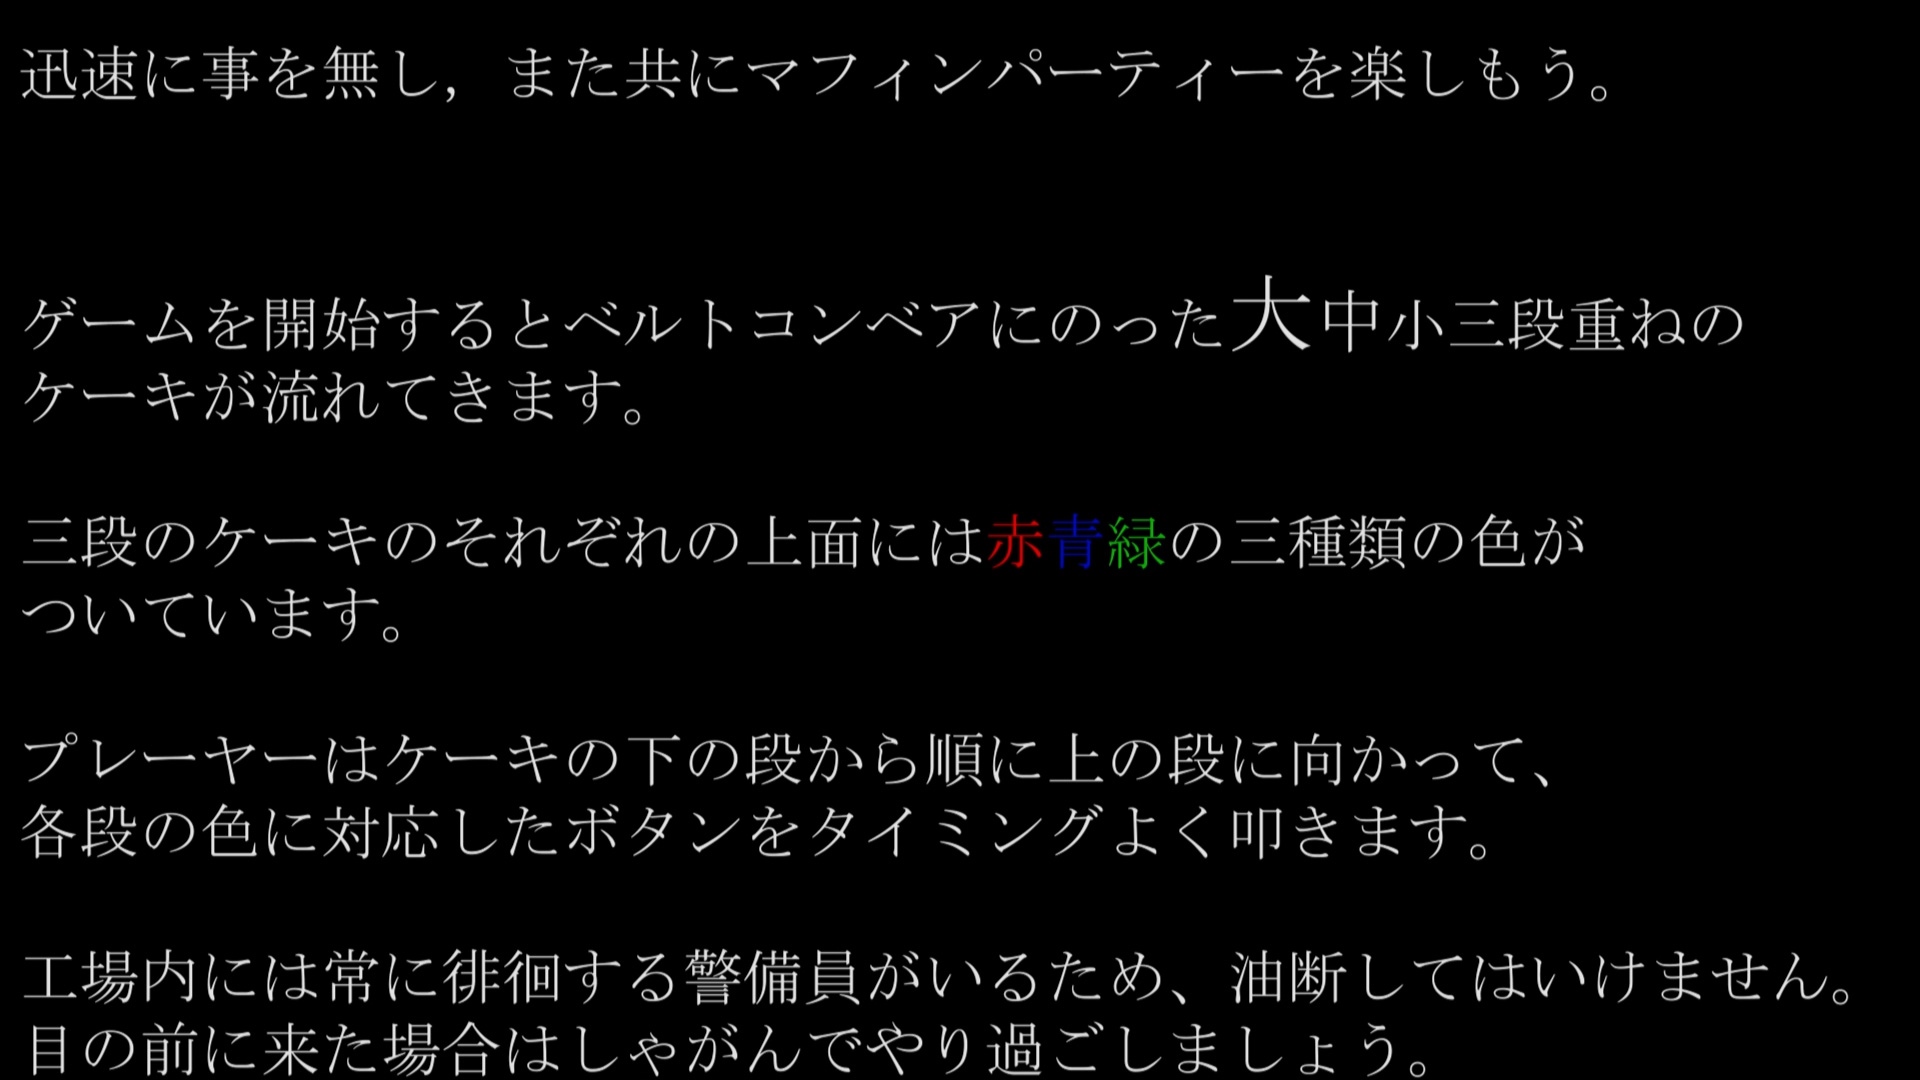 迅速に事を無し，また共にマフィンパーティーを楽しもう。
ゲームを開始するとベルトコンベアにのった大中小三段重ねの
ケーキが流れてきます。
三段のケーキのそれぞれの上面には赤青緑の三種類の色が
ついています。
プレーヤーはケーキの下の段から順に上の段に向かって、
各段の色に対応したボタンをタイミングよく叩きます。
工場内には常に徘徊する警備員がいるため、油断してはいけません。
目の前に来た場合はしゃがんでやり過ごしましょう。